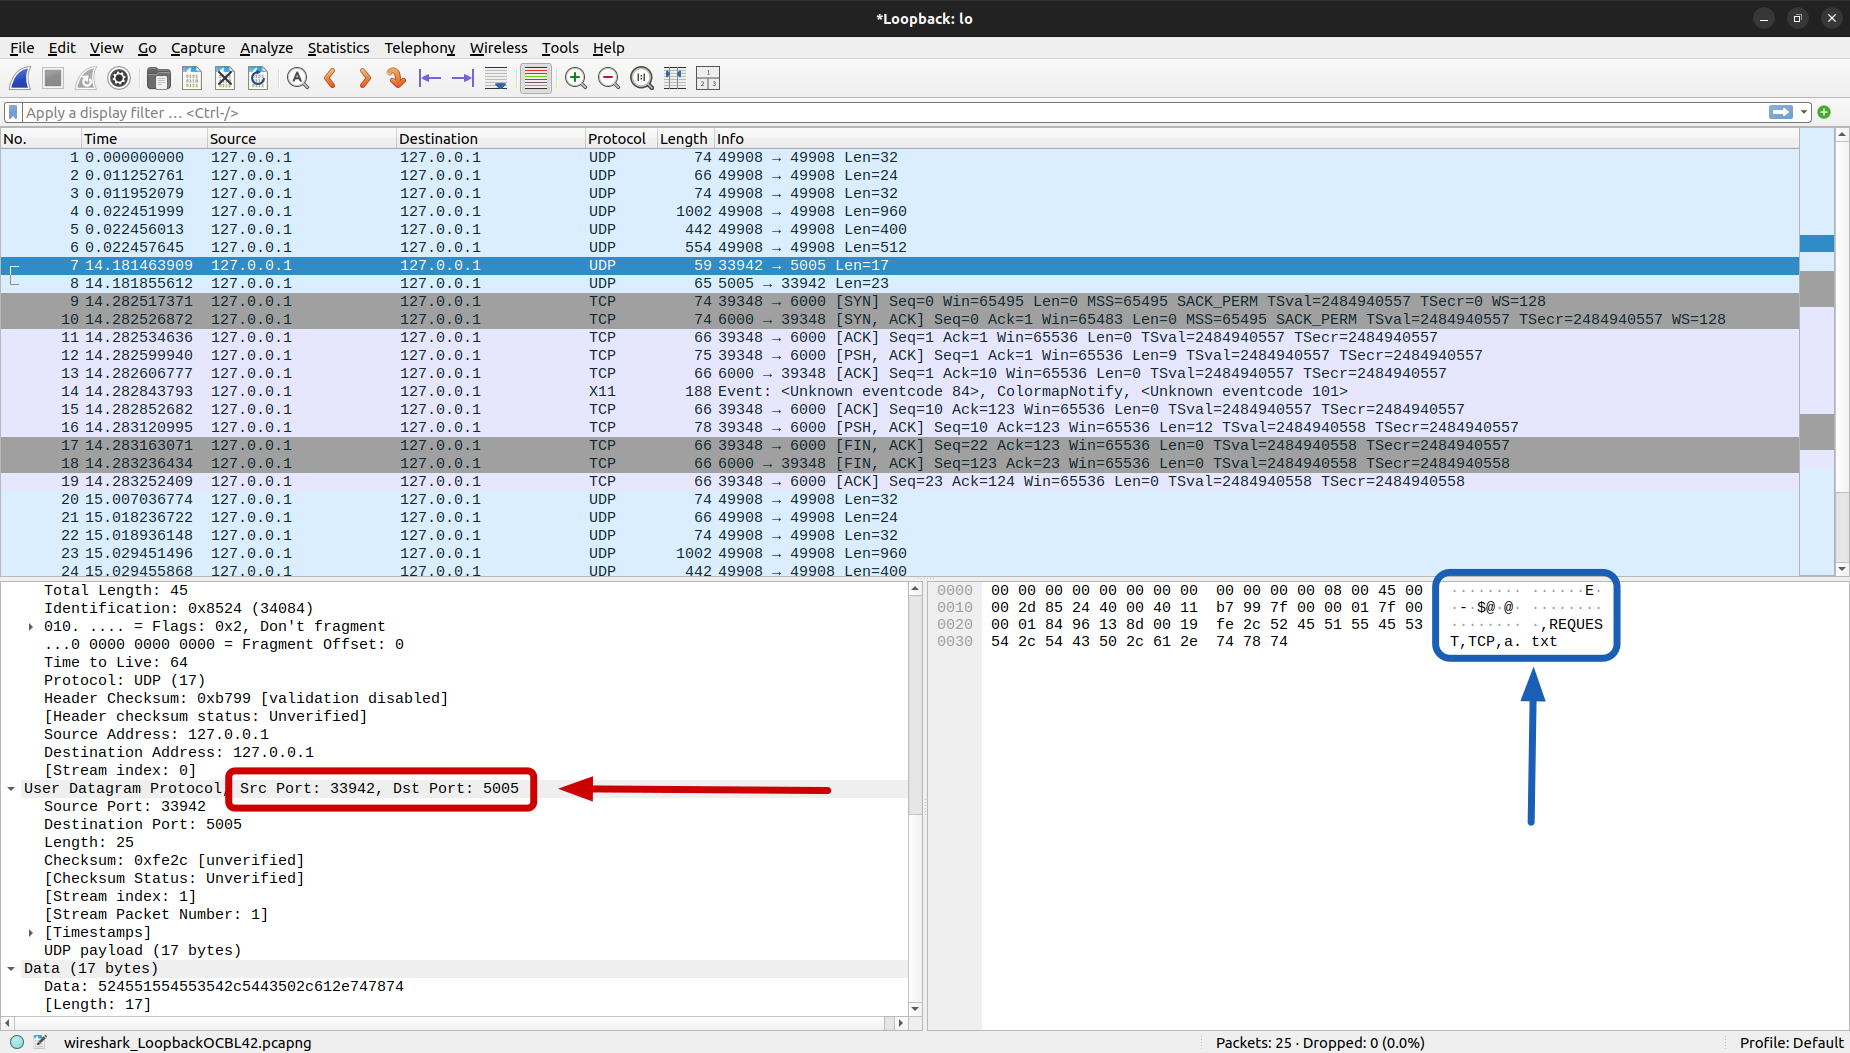 *Loopback: lo
File Edit View Go Capture Analyze Statistics Telephony Wireless Tools Help
Apply a display filter … <Ctrl-/>
No. Time Source Destination Protocol Length Info
1 0.000000000 127.0.0.1 127.0.0.1 UDP 74 49908 → 49908 Len=32
2 0.011252761 127.0.0.1 127.0.0.1 UDP 66 49908 → 49908 Len=24
3 0.011952079 127.0.0.1 127.0.0.1 UDP 74 49908 → 49908 Len=32
4 0.022451999 127.0.0.1 127.0.0.1 UDP 1002 49908 → 49908 Len=960
5 0.022456013 127.0.0.1 127.0.0.1 UDP 442 49908 → 49908 Len=400
6 0.022457645 127.0.0.1 127.0.0.1 UDP 554 49908 → 49908 Len=512
7 14.181463909 127.0.0.1 127.0.0.1 UDP 59 33942 → 5005 Len=17
8 14.181855612 127.0.0.1 127.0.0.1 UDP 65 5005 → 33942 Len=23
9 14.282517371 127.0.0.1 127.0.0.1 TCP 74 39348 → 6000 [SYN] Seq=0 Win=65495 Len=0 MSS=65495 SACK_PERM TSval=2484940557 TSecr=0 WS=128
10 14.282526872 127.0.0.1 127.0.0.1 TCP 74 6000 → 39348 [SYN, ACK] Seq=0 Ack=1 Win=65483 Len=0 MSS=65495 SACK_PERM TSval=2484940557 TSecr=2484940557 WS=128
11 14.282534636 127.0.0.1 127.0.0.1 TCP 66 39348 → 6000 [ACK] Seq=1 Ack=1 Win=65536 Len=0 TSval=2484940557 TSecr=2484940557
12 14.282599940 127.0.0.1 127.0.0.1 TCP 75 39348 → 6000 [PSH, ACK] Seq=1 Ack=1 Win=65536 Len=9 TSval=2484940557 TSecr=2484940557
13 14.282606777 127.0.0.1 127.0.0.1 TCP 66 6000 → 39348 [ACK] Seq=1 Ack=10 Win=65536 Len=0 TSval=2484940557 TSecr=2484940557
14 14.282843793 127.0.0.1 127.0.0.1 X11 188 Event: <Unknown eventcode 84>, ColormapNotify, <Unknown eventcode 101>
15 14.282852682 127.0.0.1 127.0.0.1 TCP 66 39348 → 6000 [ACK] Seq=10 Ack=123 Win=65536 Len=0 TSval=2484940557 TSecr=2484940557
16 14.283120995 127.0.0.1 127.0.0.1 TCP 78 39348 → 6000 [PSH, ACK] Seq=10 Ack=123 Win=65536 Len=12 TSval=2484940558 TSecr=2484940557
17 14.283163071 127.0.0.1 127.0.0.1 TCP 66 39348 → 6000 [FIN, ACK] Seq=22 Ack=123 Win=65536 Len=0 TSval=2484940558 TSecr=2484940557
18 14.283236434 127.0.0.1 127.0.0.1 TCP 66 6000 → 39348 [FIN, ACK] Seq=123 Ack=23 Win=65536 Len=0 TSval=2484940558 TSecr=2484940558
19 14.283252409 127.0.0.1 127.0.0.1 TCP 66 39348 → 6000 [ACK] Seq=23 Ack=124 Win=65536 Len=0 TSval=2484940558 TSecr=2484940558
20 15.007036774 127.0.0.1 127.0.0.1 UDP 74 49908 → 49908 Len=32
21 15.018236722 127.0.0.1 127.0.0.1 UDP 66 49908 → 49908 Len=24
22 15.018936148 127.0.0.1 127.0.0.1 UDP 74 49908 → 49908 Len=32
23 15.029451496 127.0.0.1 127.0.0.1 UDP 1002 49908 → 49908 Len=960
24 15.029455868 127.0.0.1 127.0.0.1 UDP 442 49908 → 49908 Len=400
Total Length: 45
Identification: 0x8524 (34084)
010. .... = Flags: 0x2, Don't fragment
...0 0000 0000 0000 = Fragment Offset: 0
Time to Live: 64
Protocol: UDP (17)
Header Checksum: 0xb799 [validation disabled]
[Header checksum status: Unverified]
Source Address: 127.0.0.1
Destination Address: 127.0.0.1
[Stream index: 0]
User Datagram Protocol, Src Port: 33942, Dst Port: 5005
Source Port: 33942
Destination Port: 5005
Length: 25
Checksum: 0xfe2c [unverified]
[Checksum Status: Unverified]
[Stream index: 1]
[Stream Packet Number: 1]
[Timestamps]
UDP payload (17 bytes)
Data (17 bytes)
Data: 524551554553542c5443502c612e747874
[Length: 17]
0000 00 00 00 00 00 00 00 00 00 00 00 00 08 00 45 00 ········ ······E·
0010 00 2d 85 24 40 00 40 11 b7 99 7f 00 00 01 7f 00 ·-·$@·@· ········
0020 00 01 84 96 13 8d 00 19 fe 2c 52 45 51 55 45 53 ········ ·,REQUES
0030 54 2c 54 43 50 2c 61 2e 74 78 74 T,TCP,a. txt
wireshark_LoopbackOCBL42.pcapng Packets: 25 · Dropped: 0 (0.0%) Profile: Default